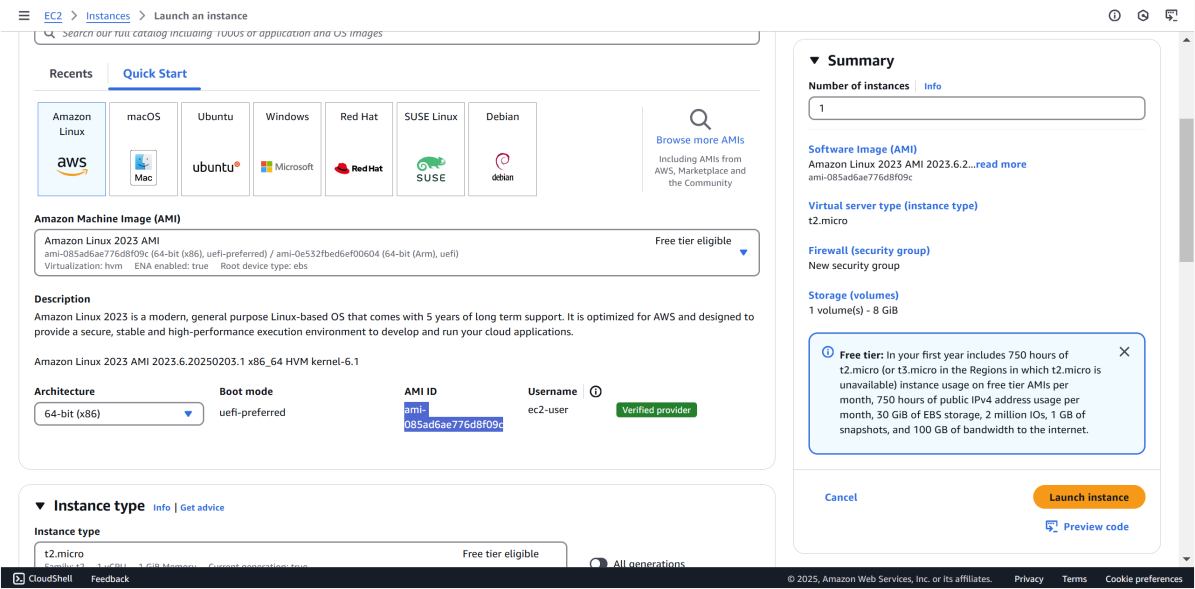 EC2 > Instances > Launch an instance
Search our full catalog including 1000s of application and OS images
Recents
Quick Start
Amazon Linux
aws
macOS
Mac
Ubuntu
ubuntu®
Windows
Microsoft
Red Hat
Red Hat
SUSE Linux
SUSE
Debian
debian
Browse more AMIs
Including AMIs from
AWS, Marketplace and
the Community
Amazon Machine Image (AMI)
Amazon Linux 2023 AMI
Free tier eligible
ami-085ad6ae776d8f09c (64-bit (x86), uefi-preferred) / ami-0e532fbed6ef00604 (64-bit (Arm), uefi)
Virtualization: hvm ENA enabled: true Root device type: ebs
Description
Amazon Linux 2023 is a modern, general purpose Linux-based OS that comes with 5 years of long term support. It is optimized for AWS and designed to
provide a secure, stable and high-performance execution environment to develop and run your cloud applications.
Amazon Linux 2023 AMI 2023.6.20250203.1 x86_64 HVM kernel-6.1
Architecture
64-bit (x86)
Boot mode
uefi-preferred
AMI ID
ami-
085ad6ae776d8f09c
Username
ec2-user
Verified provider
Instance type Info | Get advice
Instance type
t2.micro
Free tier eligible
Family: t2 1 vCPU 1 GiB Memory Current generation: true
All generations
Summary
Number of instances Info
1
Software Image (AMI)
Amazon Linux 2023 AMI 2023.6.2...read more
ami-085ad6ae776d8f09c
Virtual server type (instance type)
t2.micro
Firewall (security group)
New security group
Storage (volumes)
1 volume(s) - 8 GiB
Free tier: In your first year includes 750 hours of
t2.micro (or t3.micro in the Regions in which t2.micro is
unavailable) instance usage on free tier AMIs per
month, 750 hours of public IPv4 address usage per
month, 30 GiB of EBS storage, 2 million IOs, 1 GB of
snapshots, and 100 GB of bandwidth to the internet.
Cancel
Launch instance
Preview code
CloudShell Feedback
© 2025, Amazon Web Services, Inc. or its affiliates. Privacy Terms Cookie preferences